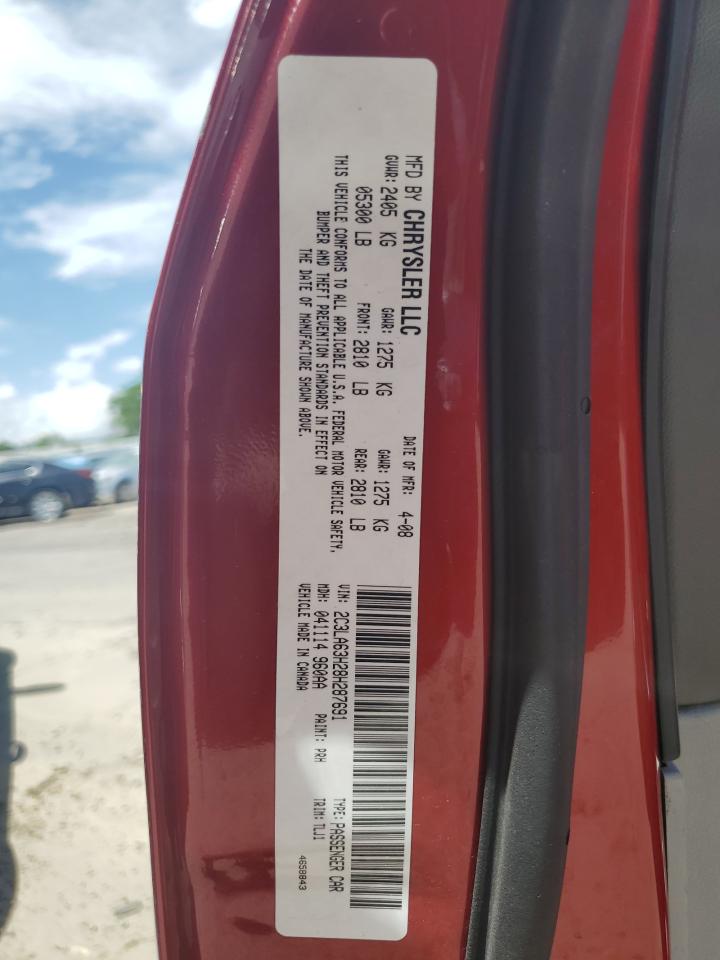 MFD BY CHRYSLER LLC
DATE OF MFR: 4-08
GVWR: 2405 KG
GAWR: 1275 KG
GAWR: 1275 KG
05300 LB
FRONT: 2810 LB
REAR: 2810 LB
THIS VEHICLE CONFORMS TO ALL APPLICABLE U.S.A. FEDERAL MOTOR VEHICLE SAFETY,
BUMPER AND THEFT PREVENTION STANDARDS IN EFFECT ON
THE DATE OF MANUFACTURE SHOWN ABOVE.
VIN: 2C3LA63H28H287691
TYPE: PASSENGER CAR
MDH: 041114 960AA
PAINT: PRH
TRIM: TLJ1
VEHICLE MADE IN CANADA
4658843